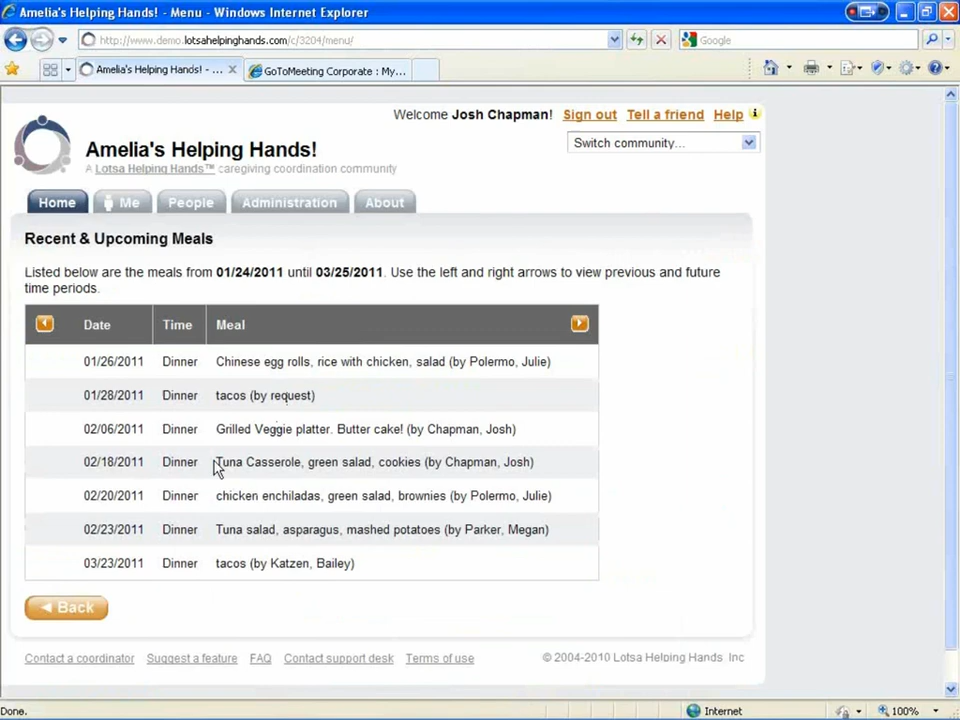 Amelia's Helping Hands! - Menu - Windows Internet Explorer
http://www.demo.lotsahelpinghands.com/c/3204/menu/
Google
Amelia's Helping Hands! - ...
GoToMeeting Corporate : My...
Welcome Josh Chapman! Sign out Tell a friend Help
Amelia's Helping Hands!
Switch community...
A Lotsa Helping Hands™ caregiving coordination community
Home Me People Administration About
Recent & Upcoming Meals
Listed below are the meals from 01/24/2011 until 03/25/2011. Use the left and right arrows to view previous and future
time periods.
Date Time Meal
01/26/2011 Dinner Chinese egg rolls, rice with chicken, salad (by Polermo, Julie)
01/28/2011 Dinner tacos (by request)
02/06/2011 Dinner Grilled Veggie platter. Butter cake! (by Chapman, Josh)
02/18/2011 Dinner Tuna Casserole, green salad, cookies (by Chapman, Josh)
02/20/2011 Dinner chicken enchiladas, green salad, brownies (by Polermo, Julie)
02/23/2011 Dinner Tuna salad, asparagus, mashed potatoes (by Parker, Megan)
03/23/2011 Dinner tacos (by Katzen, Bailey)
Back
Contact a coordinator Suggest a feature FAQ Contact support desk Terms of use © 2004-2010 Lotsa Helping Hands Inc
Done. Internet 100%